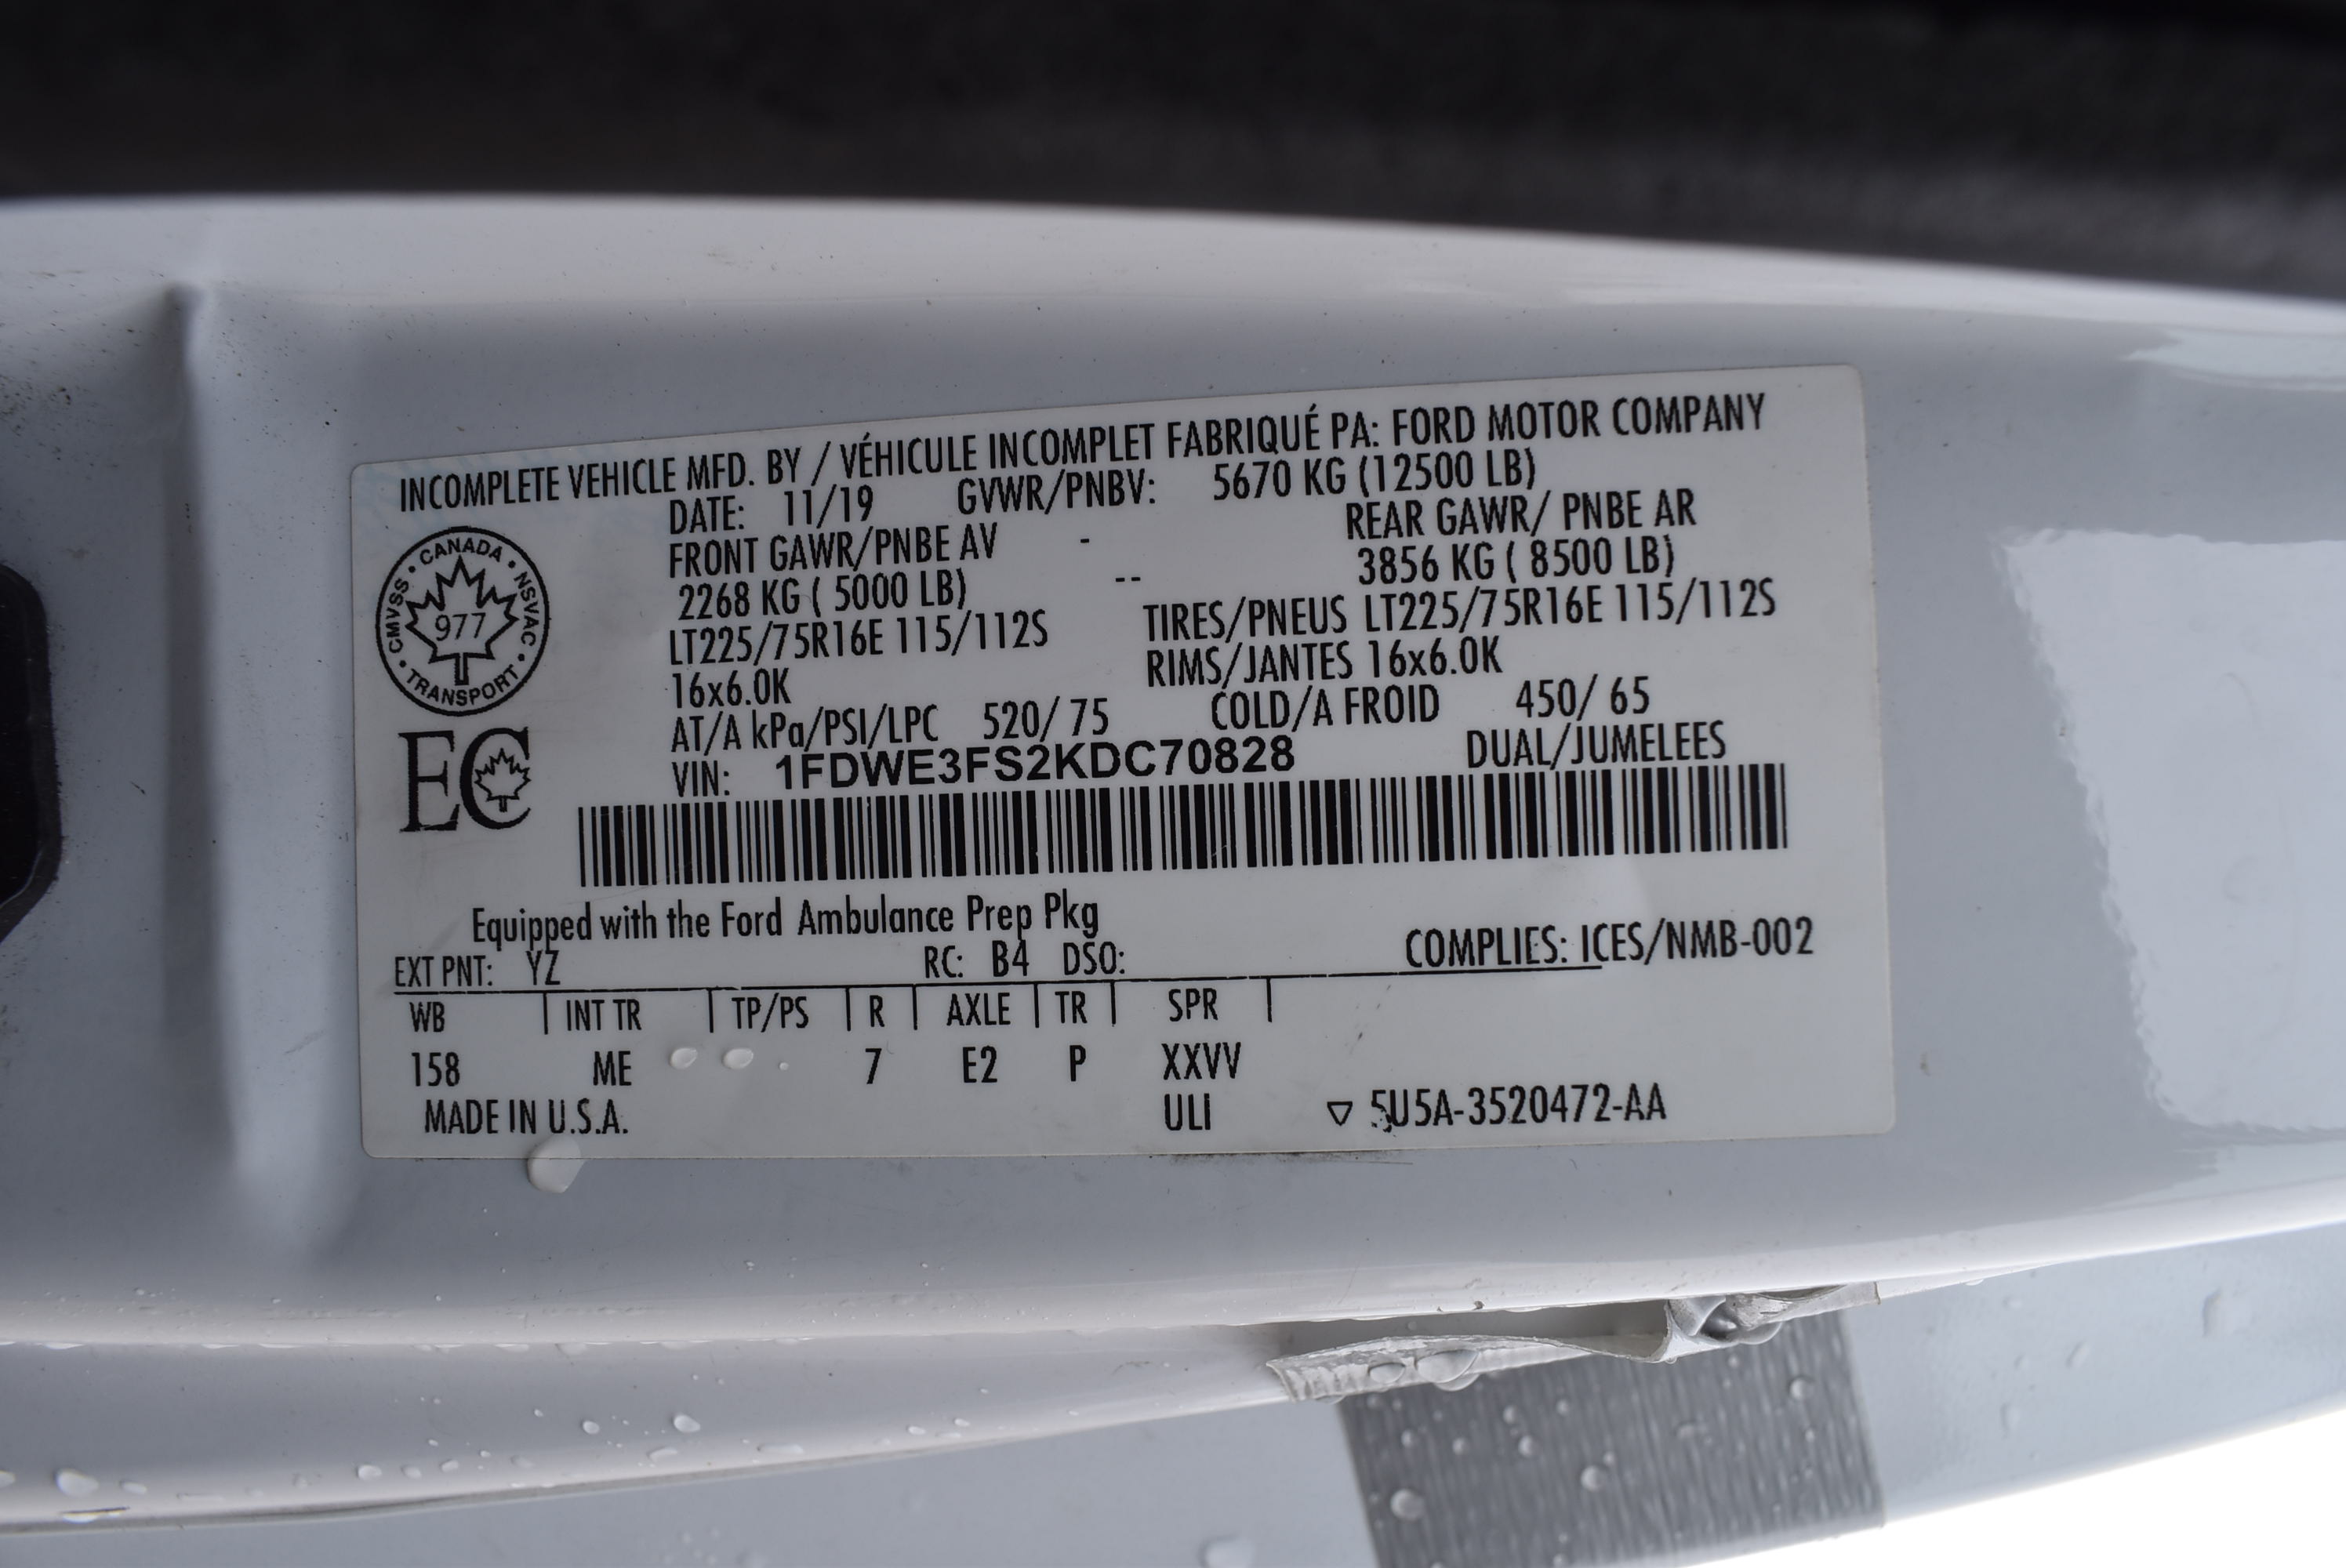 INCOMPLETE VEHICLE MFD. BY / VÉHICULE INCOMPLET FABRIQUÉ PA: FORD MOTOR COMPANY
DATE: 11/19 GVWR/PNBV: 5670 KG (12500 LB)
FRONT GAWR/PNBE AV - REAR GAWR/ PNBE AR
2268 KG ( 5000 LB) -- 3856 KG ( 8500 LB)
LT225/75R16E 115/112S TIRES/PNEUS LT225/75R16E 115/112S
16x6.0K RIMS/JANTES 16x6.0K
AT/A kPa/PSI/LPC 520/ 75 COLD/A FROID 450/ 65
VIN: 1FDWE3FS2KDC70828 DUAL/JUMELEES
CMVSS • CANADA • NSVAC • TRANSPORT •
977
EC
Equipped with the Ford Ambulance Prep Pkg
COMPLIES: ICES/NMB-002
EXT PNT: YZ RC: B4 DSO:
WB | INT TR | TP/PS | R | AXLE | TR | SPR |
158 ME 7 E2 P XXVV
MADE IN U.S.A. ULI ▽ 5U5A-3520472-AA